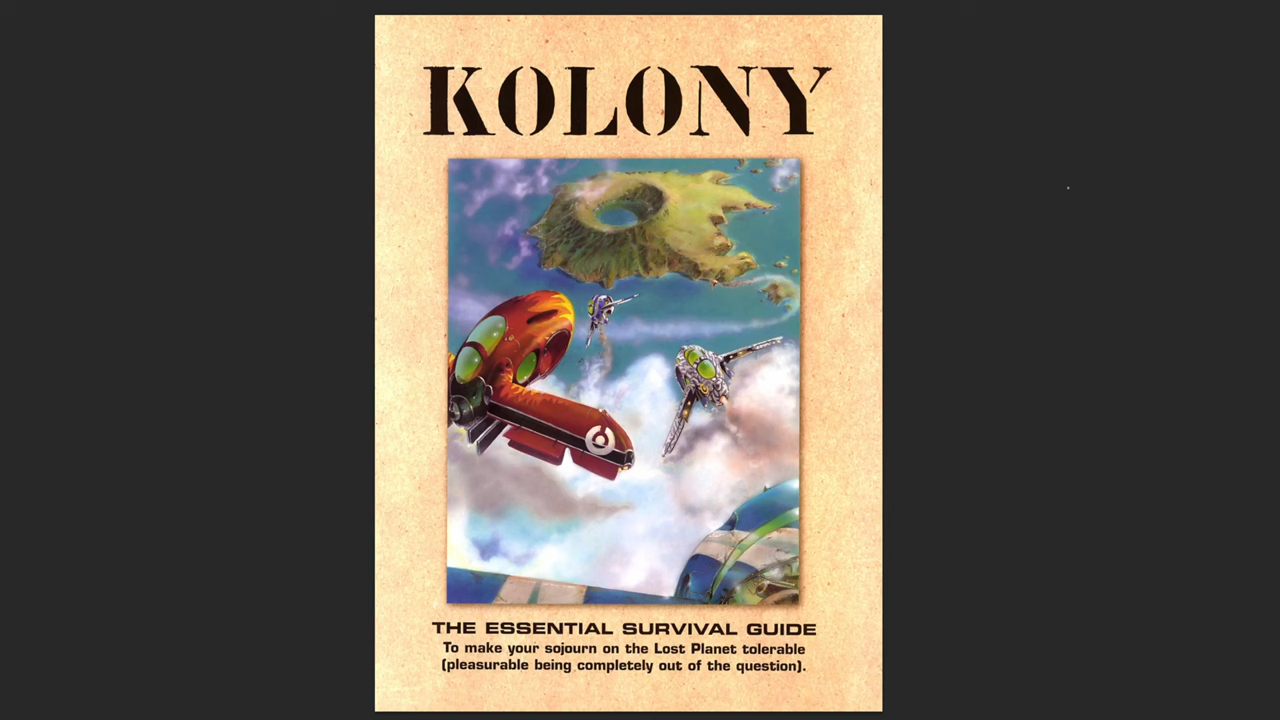 KOLONY
THE ESSENTIAL SURVIVAL GUIDE
To make your sojourn on the Lost Planet tolerable
(pleasurable being completely out of the question).